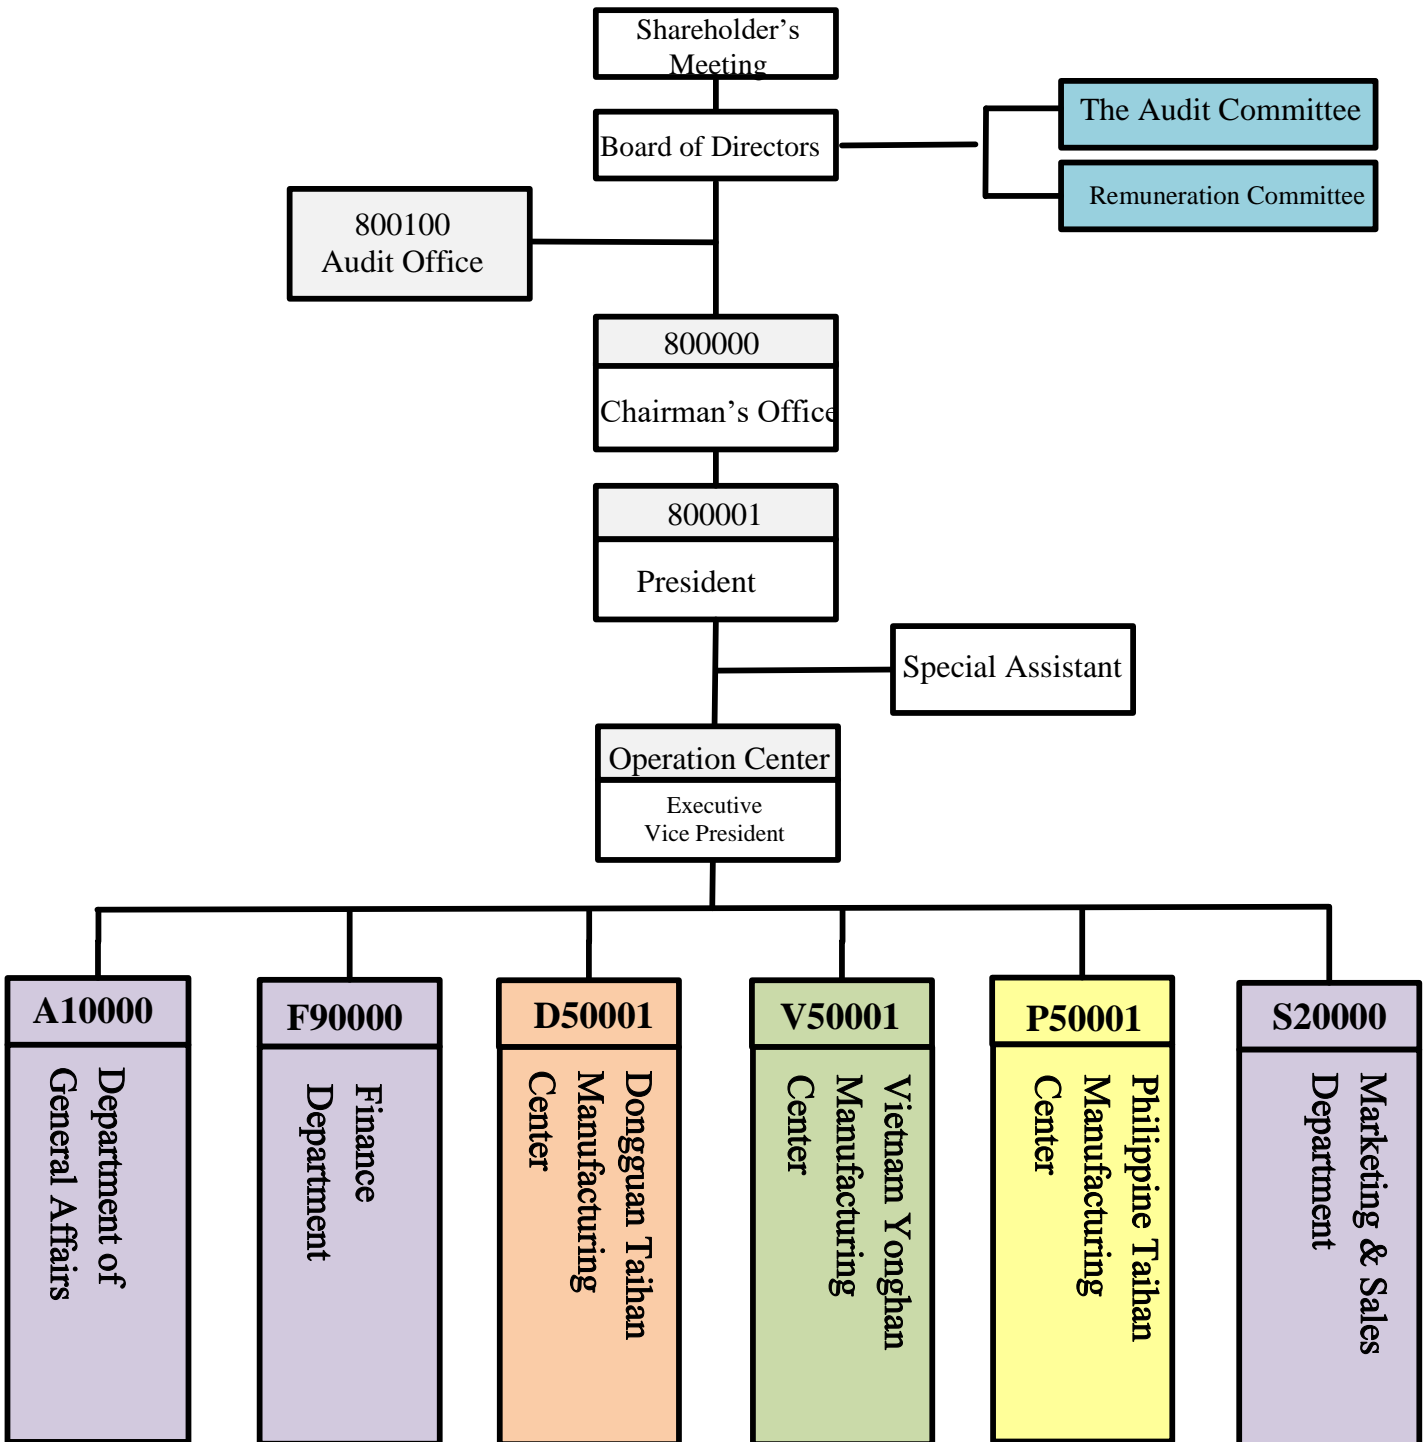 Shareholder’s
Meeting
Board of Directors
The Audit Committee
Remuneration Committee
800100
Audit Office
800000
Chairman’s Office
800001
President
Special Assistant
Operation Center
Executive
Vice President
A10000
Department of
General Affairs
F90000
Finance
Department
D50001
Dongguan Taihan
Manufacturing
Center
V50001
Vietnam Yonghan
Manufacturing
Center
P50001
Philippine Taihan
Manufacturing
Center
S20000
Marketing & Sales
Department